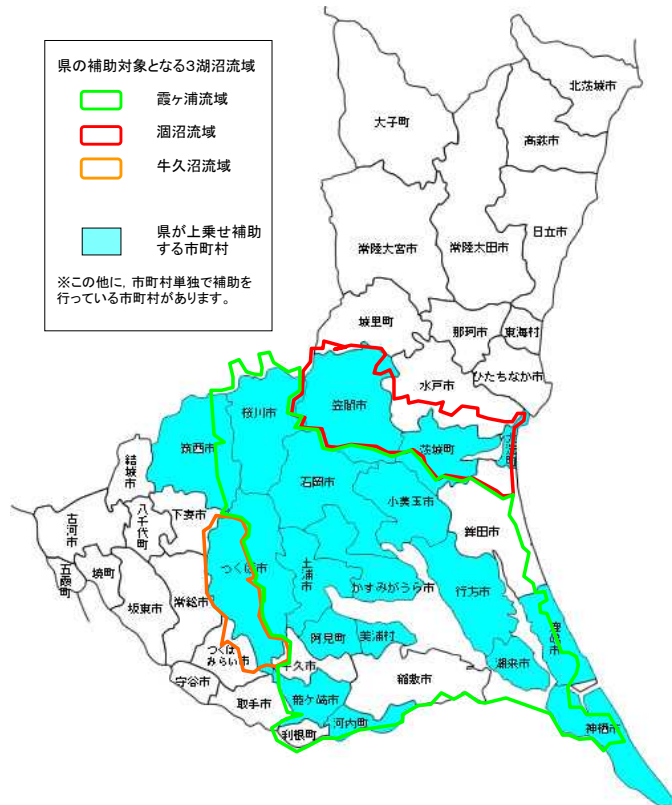 県の補助対象となる3湖沼流域
霞ヶ浦流域
涸沼流域
牛久沼流域
県が上乗せ補助
する市町村
※この他に，市町村単独で補助を
行っている市町村があります。
北茨城市
大子町
高萩市
日立市
常陸大宮市
常陸太田市
城里町
那珂市
東海村
ひたちなか市
水戸市
笠間市
桜川市
茨城町
筑西市
結城市
石岡市
小美玉市
鉾田市
下妻市
八千代町
古河市
五霞町
境町
坂東市
常総市
つくば市
土浦市
かすみがうら市
行方市
鹿嶋市
阿見町
美浦村
潮来市
つくば
みらい市
牛久市
稲敷市
守谷市
取手市
龍ケ崎市
河内町
利根町
神栖市